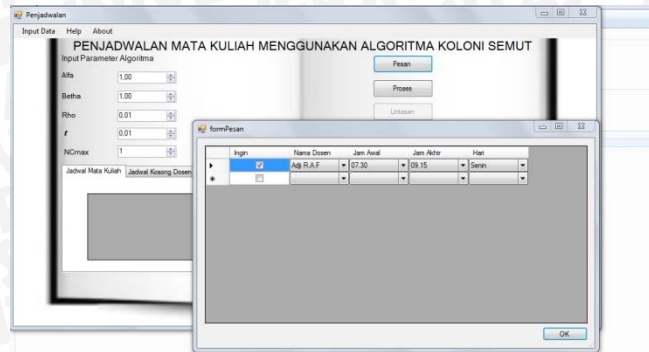 Penjadwalan
Input Data Help About
PENJADWALAN MATA KULIAH MENGGUNAKAN ALGORITMA KOLONI SEMUT
Input Parameter Algoritma
Pesan
Alfa 1.00
Proses
Betha 1.00
Lintasan
Rho 0.01
t 0.01
NCmax 1
Jadwal Mata Kuliah Jadwal Kosong Dosen
formPesan
Ingin Nama Dosen Jam Awal Jam Akhir Hari
Adji R.A.F 07.30 09.15 Senin
OK